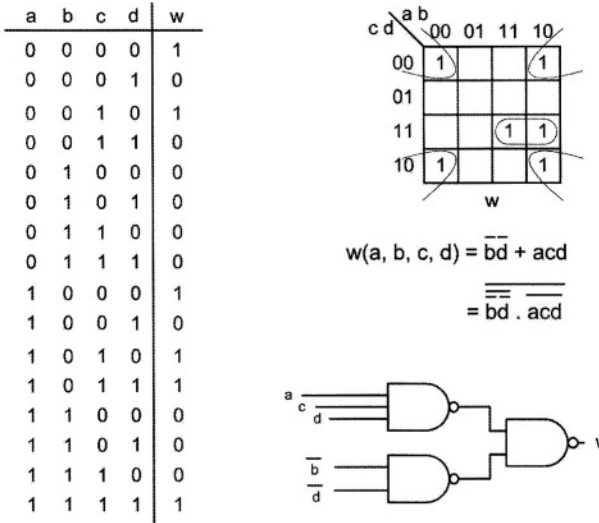 a b c d w
0 0 0 0 1
0 0 0 1 0
0 0 1 0 1
0 0 1 1 0
0 1 0 0 0
0 1 0 1 0
0 1 1 0 0
0 1 1 1 0
1 0 0 0 1
1 0 0 1 0
1 0 1 0 1
1 0 1 1 1
1 1 0 0 0
1 1 0 1 0
1 1 1 0 0
1 1 1 1 1
a b
c d
00 01 11 10
00 1 1
01
11 1 1
10 1 1
w
w(a, b, c, d) = b̅d̅ + acd
= \overline{\overline{\overline{b}\overline{d}} . \overline{acd}}
a
c
d
b̅
d̅
w